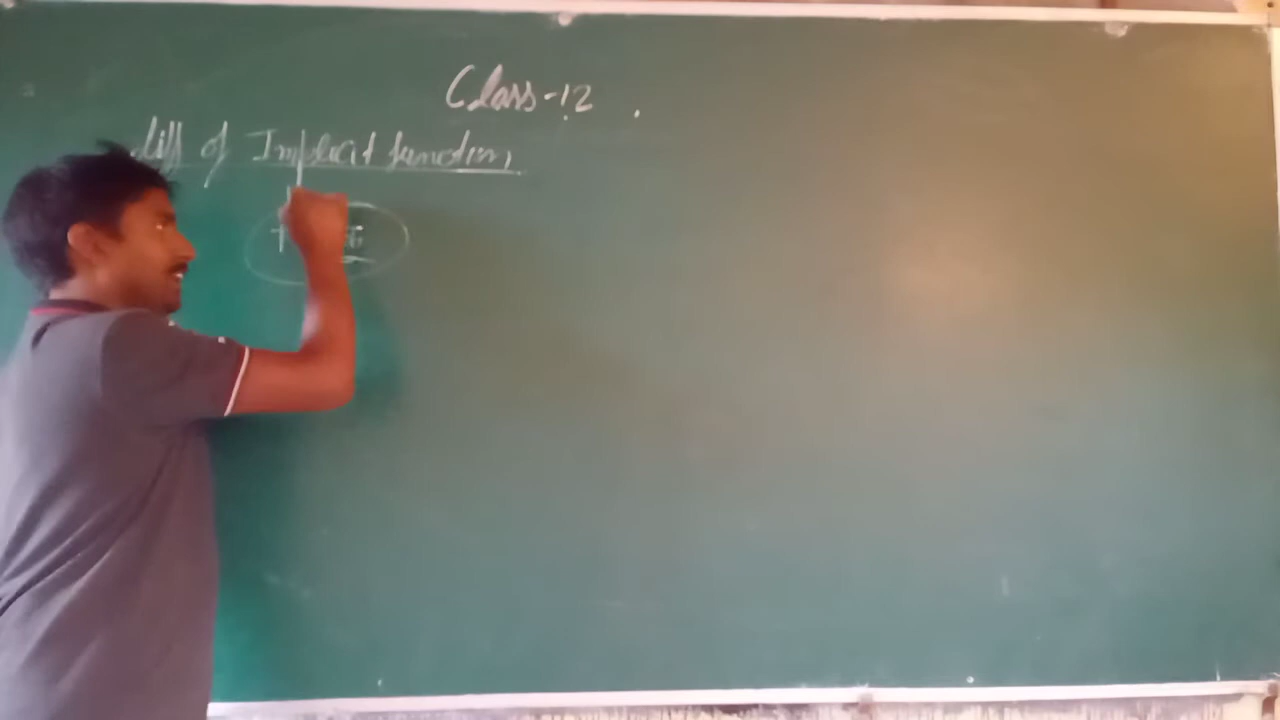 Class-12
diff of Implicit function,